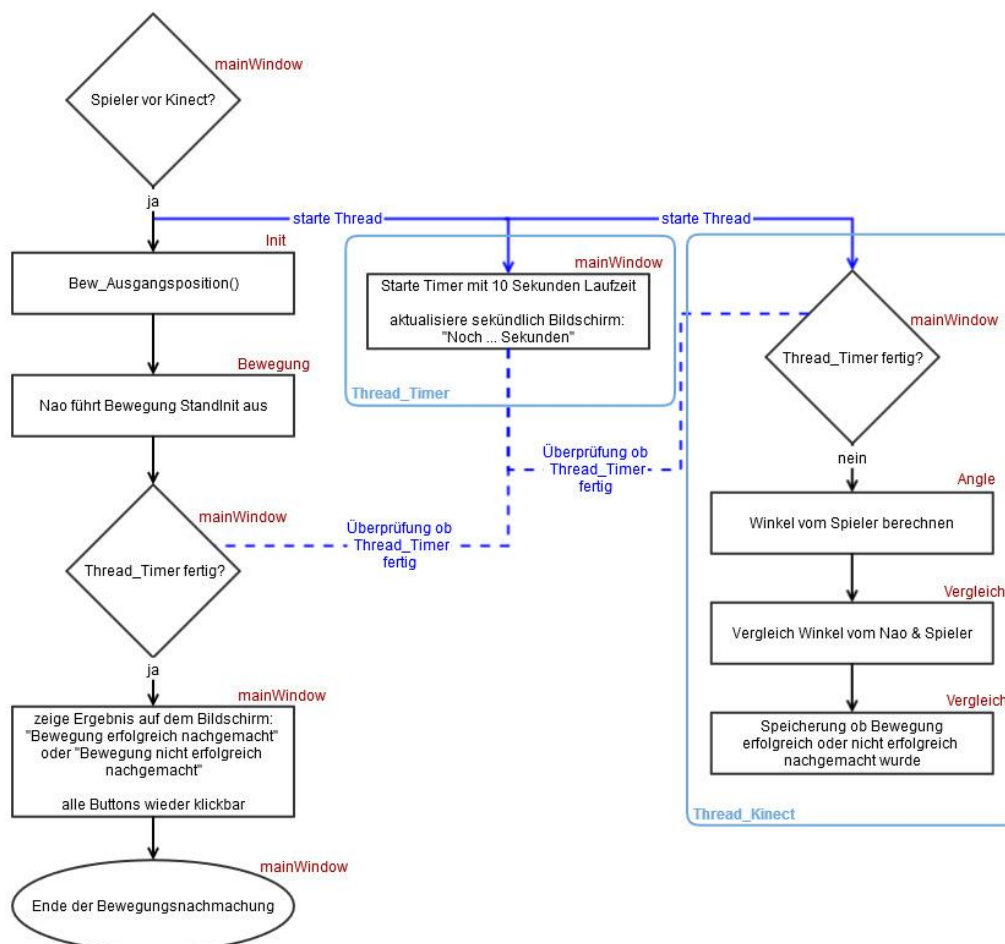 mainWindow
Spieler vor Kinect?
ja
starte Thread
starte Thread
Init
Bew_Ausgangsposition()
mainWindow
Starte Timer mit 10 Sekunden Laufzeit
aktualisiere sekündlich Bildschirm:
"Noch ... Sekunden"
Thread_Timer
mainWindow
Thread_Timer fertig?
nein
Bewegung
Nao führt Bewegung StandInit aus
Überprüfung ob
Thread_Timer
fertig
mainWindow
Thread_Timer fertig?
Überprüfung ob
Thread_Timer
fertig
Angle
Winkel vom Spieler berechnen
Vergleich
Vergleich Winkel vom Nao & Spieler
Vergleich
Speicherung ob Bewegung
erfolgreich oder nicht erfolgreich
nachgemacht wurde
Thread_Kinect
ja
mainWindow
zeige Ergebnis auf dem Bildschirm:
"Bewegung erfolgreich nachgemacht"
oder "Bewegung nicht erfolgreich
nachgemacht"
alle Buttons wieder klickbar
mainWindow
Ende der Bewegungsnachmachung